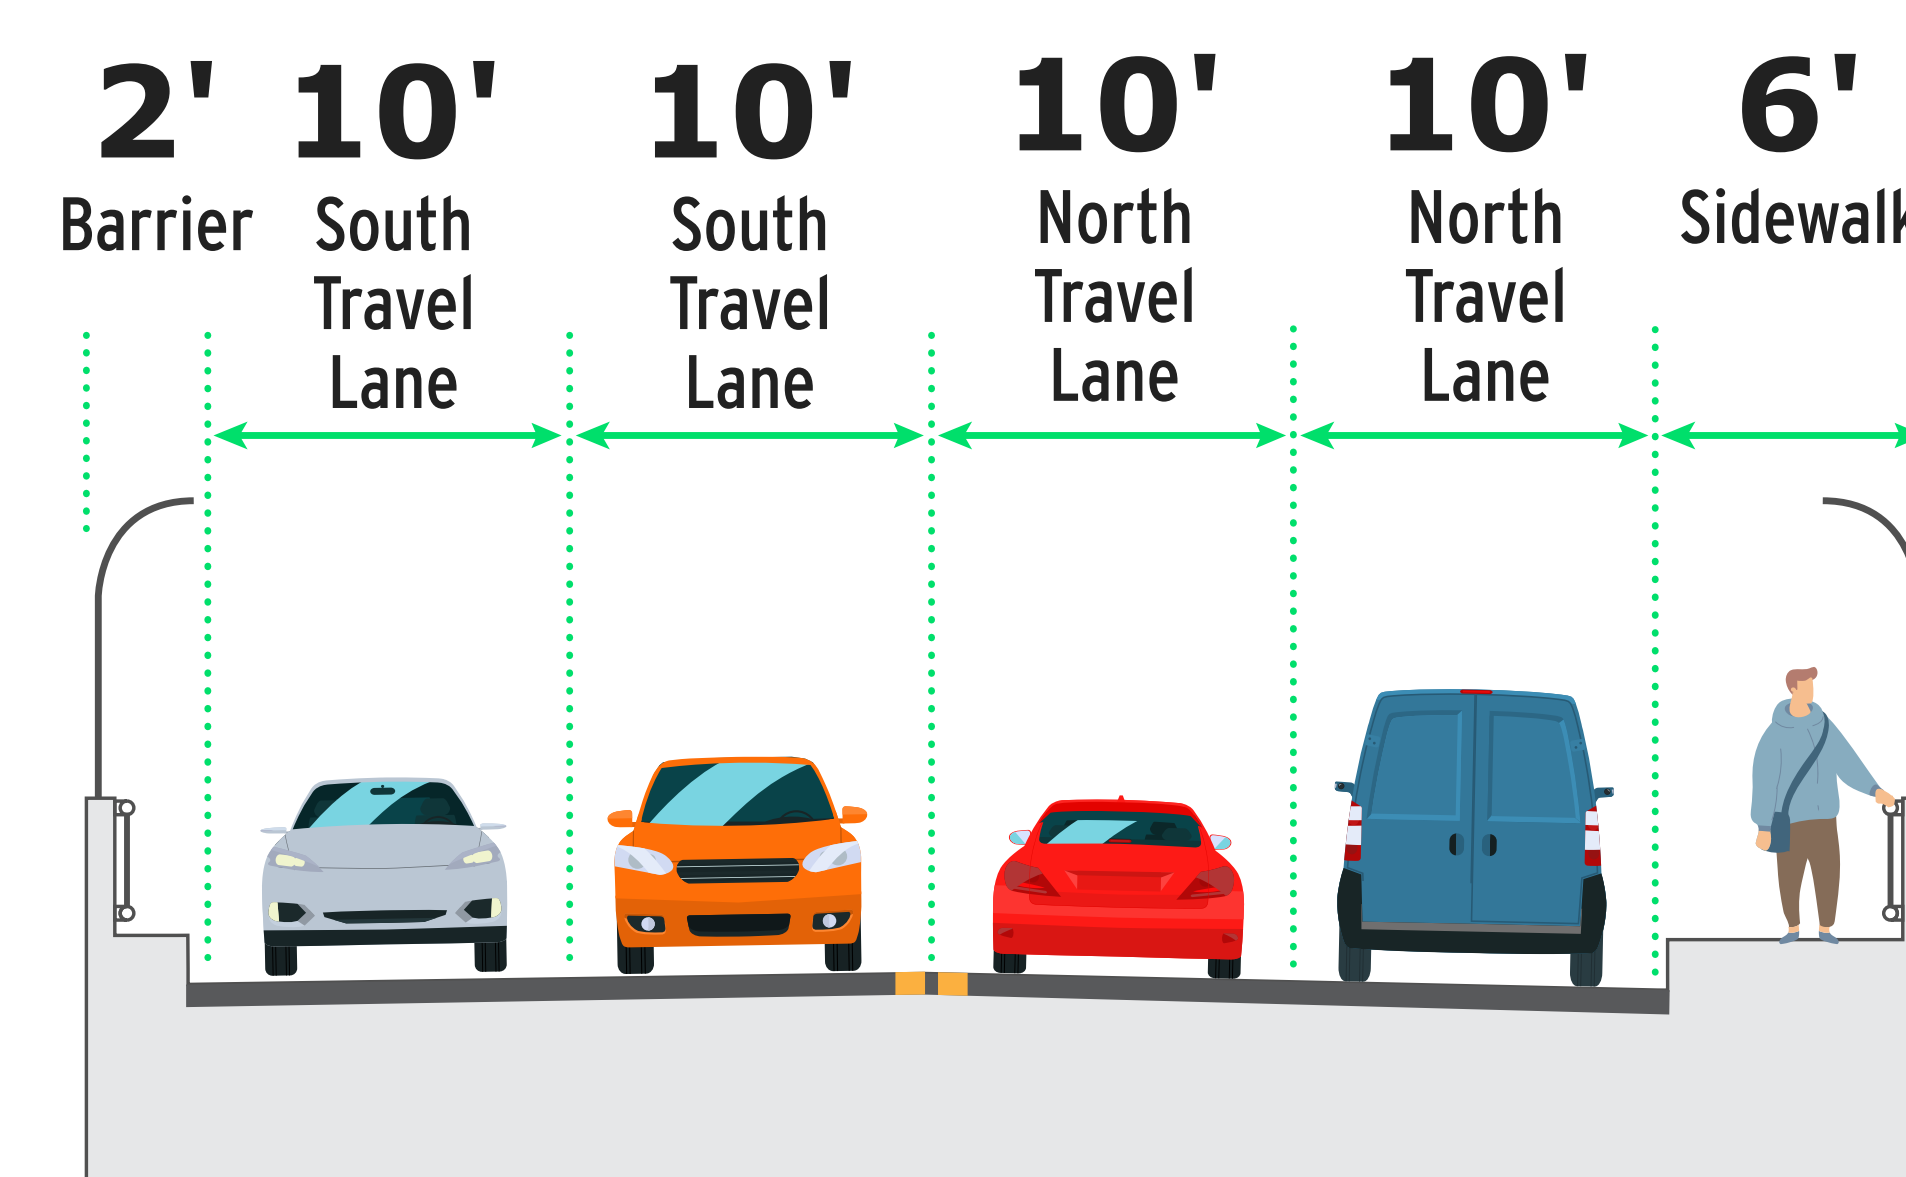 2' 10' 10' 10' 10' 6'
Barrier South South North North Sidewalk
Travel Travel Travel Travel
Lane Lane Lane Lane